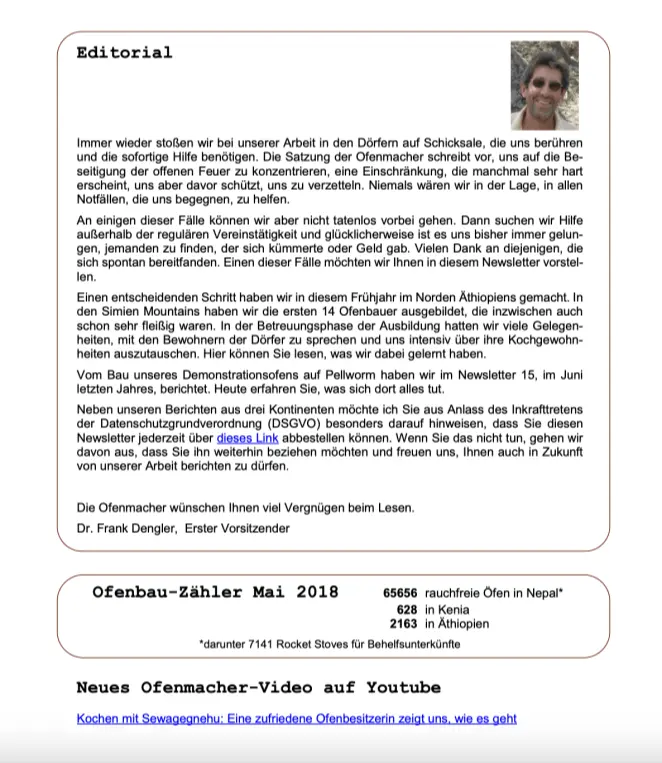 Editorial
Immer wieder stoßen wir bei unserer Arbeit in den Dörfern auf Schicksale, die uns berühren
und die sofortige Hilfe benötigen. Die Satzung der Ofenmacher schreibt vor, uns auf die Be-
seitigung der offenen Feuer zu konzentrieren, eine Einschränkung, die manchmal sehr hart
erscheint, uns aber davor schützt, uns zu verzetteln. Niemals wären wir in der Lage, in allen
Notfällen, die uns begegnen, zu helfen.
An einigen dieser Fälle können wir aber nicht tatenlos vorbei gehen. Dann suchen wir Hilfe
außerhalb der regulären Vereinstätigkeit und glücklicherweise ist es uns bisher immer gelun-
gen, jemanden zu finden, der sich kümmerte oder Geld gab. Vielen Dank an diejenigen, die
sich spontan bereitfanden. Einen dieser Fälle möchten wir Ihnen in diesem Newsletter vorstel-
len.
Einen entscheidenden Schritt haben wir in diesem Frühjahr im Norden Äthiopiens gemacht. In
den Simien Mountains haben wir die ersten 14 Ofenbauer ausgebildet, die inzwischen auch
schon sehr fleißig waren. In der Betreuungsphase der Ausbildung hatten wir viele Gelegen-
heiten, mit den Bewohnern der Dörfer zu sprechen und uns intensiv über ihre Kochgewohn-
heiten auszutauschen. Hier können Sie lesen, was wir dabei gelernt haben.
Vom Bau unseres Demonstrationsofens auf Pellworm haben wir im Newsletter 15, im Juni
letzten Jahres, berichtet. Heute erfahren Sie, was sich dort alles tut.
Neben unseren Berichten aus drei Kontinenten möchte ich Sie aus Anlass des Inkrafttretens
der Datenschutzgrundverordnung (DSGVO) besonders darauf hinweisen, dass Sie diesen
Newsletter jederzeit über dieses Link abbestellen können. Wenn Sie das nicht tun, gehen wir
davon aus, dass Sie ihn weiterhin beziehen möchten und freuen uns, Ihnen auch in Zukunft
von unserer Arbeit berichten zu dürfen.
Die Ofenmacher wünschen Ihnen viel Vergnügen beim Lesen.
Dr. Frank Dengler, Erster Vorsitzender
Ofenbau-Zähler Mai 2018 65656 rauchfreie Öfen in Nepal*
628 in Kenia
2163 in Äthiopien
*darunter 7141 Rocket Stoves für Behelfsunterkünfte
Neues Ofenmacher-Video auf Youtube
Kochen mit Sewagegnehu: Eine zufriedene Ofenbesitzerin zeigt uns, wie es geht